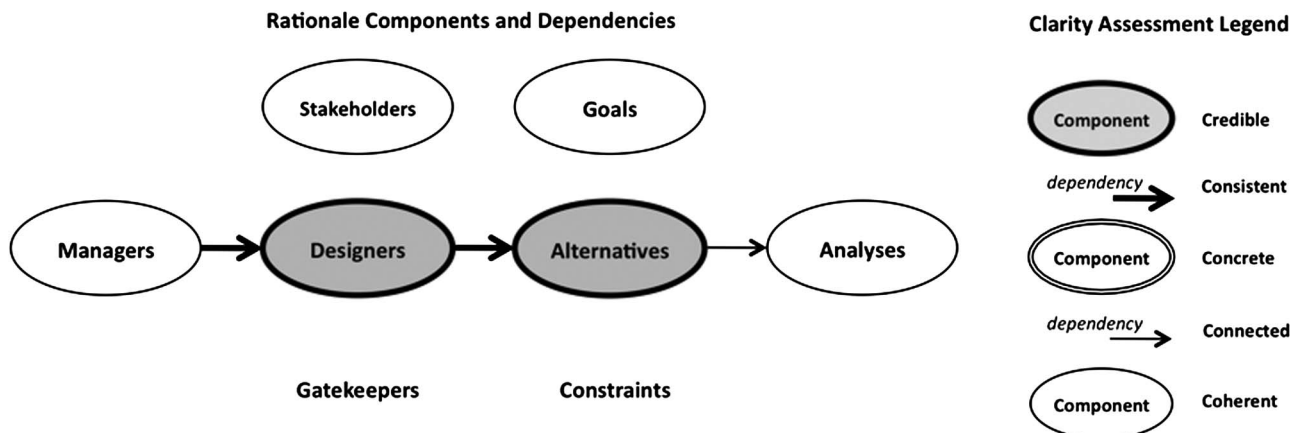 Rationale Components and Dependencies
Stakeholders
Goals
Managers
Designers
Alternatives
Analyses
Gatekeepers
Constraints
Clarity Assessment Legend
Component
Credible
dependency
Consistent
Component
Concrete
dependency
Connected
Component
Coherent